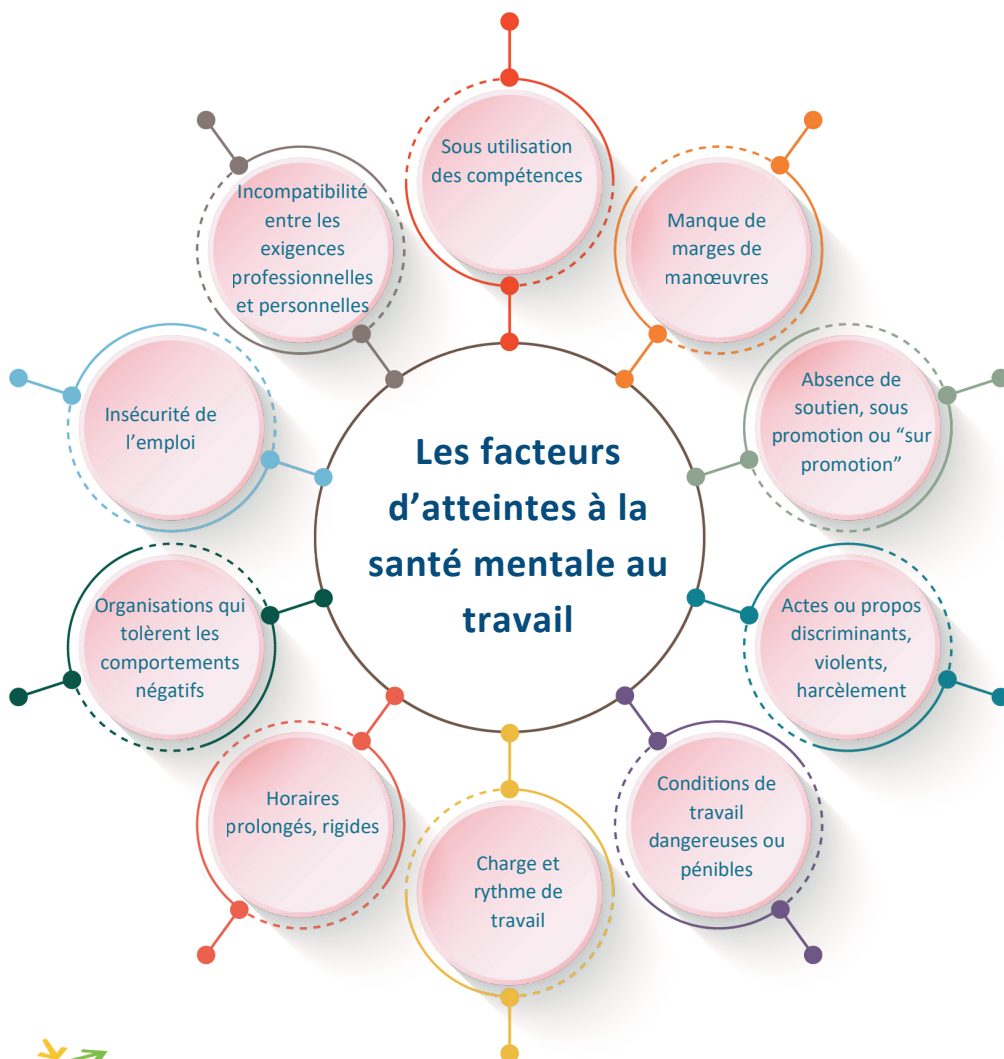 Les facteurs
d’atteintes à la
santé mentale au
travail
Sous utilisation
des compétences
Manque de
marges de
manœuvres
Absence de
soutien, sous
promotion ou “sur
promotion”
Actes ou propos
discriminants,
violents,
harcèlement
Conditions de
travail
dangereuses ou
pénibles
Charge et
rythme de
travail
Horaires
prolongés, rigides
Organisations qui
tolèrent les
comportements
négatifs
Insécurité de
l’emploi
Incompatibilité
entre les
exigences
professionnelles
et personnelles